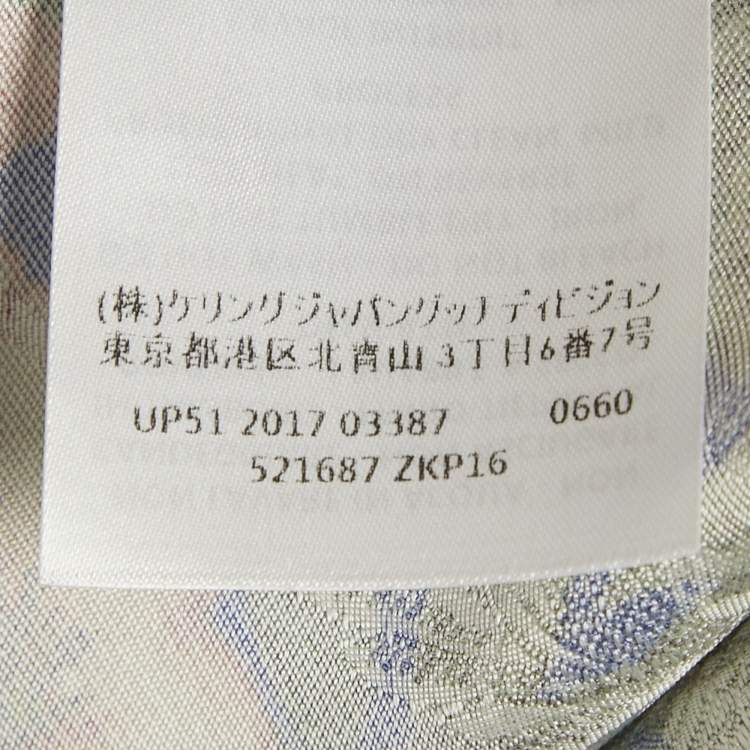 (株)ケリングジャパングッチ ディビジョン
東京都港区北青山3丁目6番7号
UP51 2017 03387 0660
521687 ZKP16